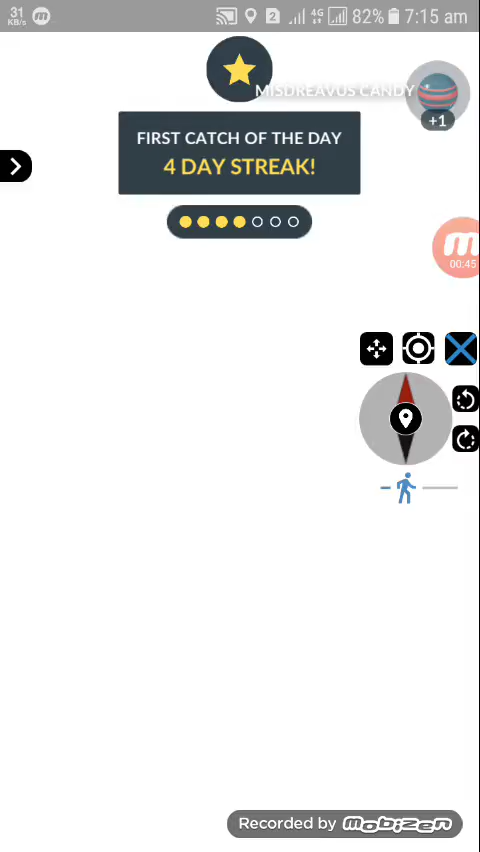 31
KB/s
2
4G
82%
7:15 am
MISDREAVUS CANDY
+1
FIRST CATCH OF THE DAY
4 DAY STREAK!
00:45
Recorded by mobizen